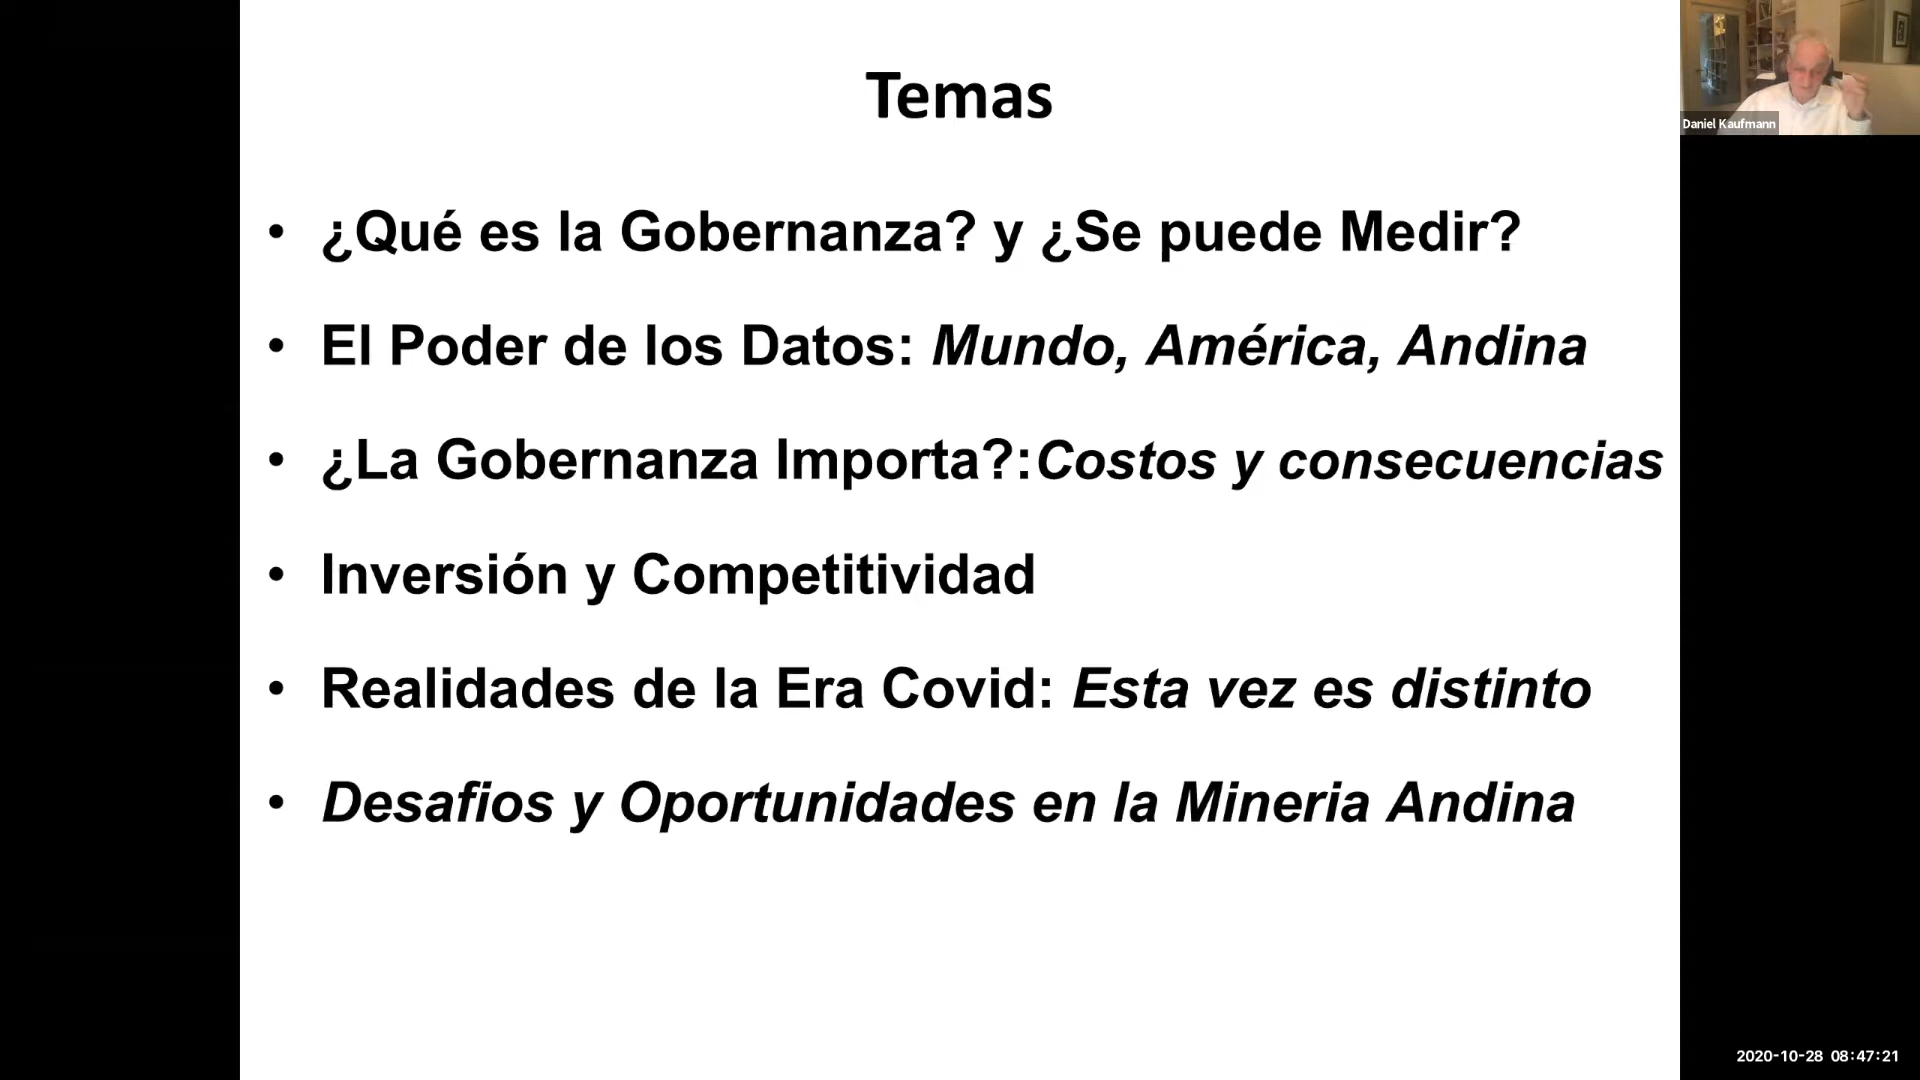 Temas
Daniel Kaufmann
• ¿Qué es la Gobernanza? y ¿Se puede Medir?
• El Poder de los Datos: Mundo, América, Andina
• ¿La Gobernanza Importa?:Costos y consecuencias
• Inversión y Competitividad
• Realidades de la Era Covid: Esta vez es distinto
• Desafios y Oportunidades en la Mineria Andina
2020-10-28 08:47:21